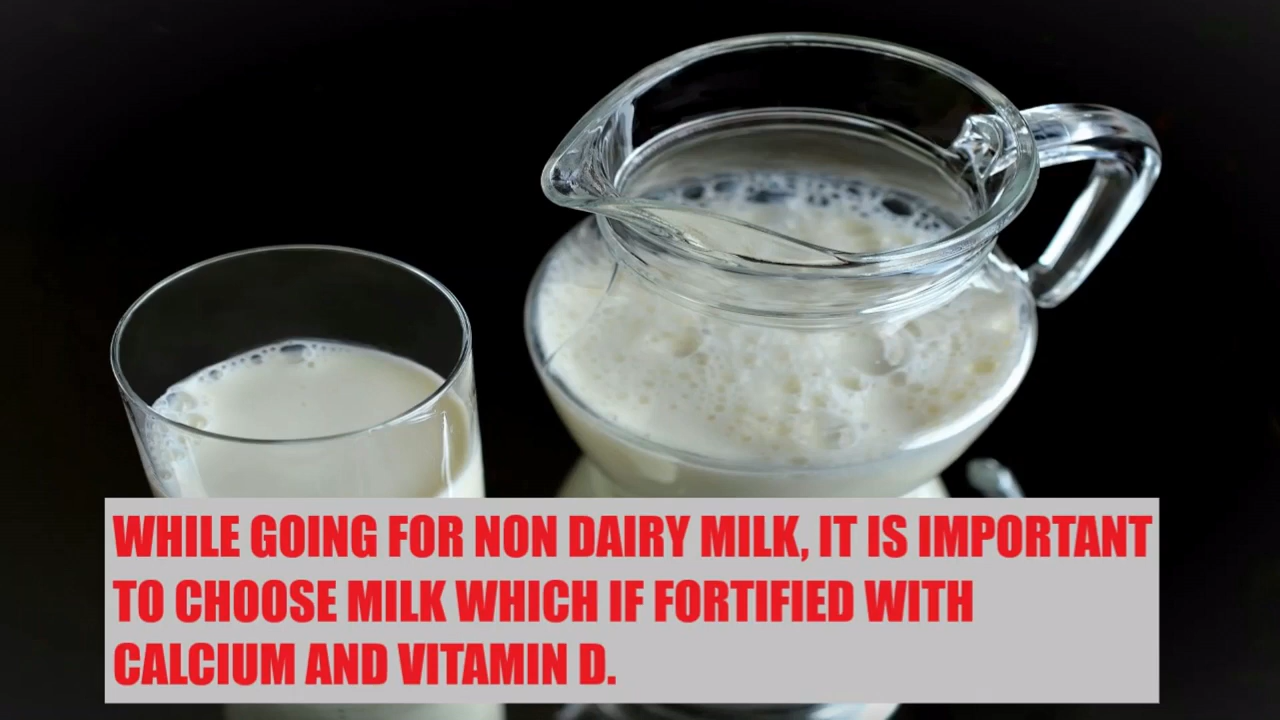 WHILE GOING FOR NON DAIRY MILK, IT IS IMPORTANT
TO CHOOSE MILK WHICH IF FORTIFIED WITH
CALCIUM AND VITAMIN D.